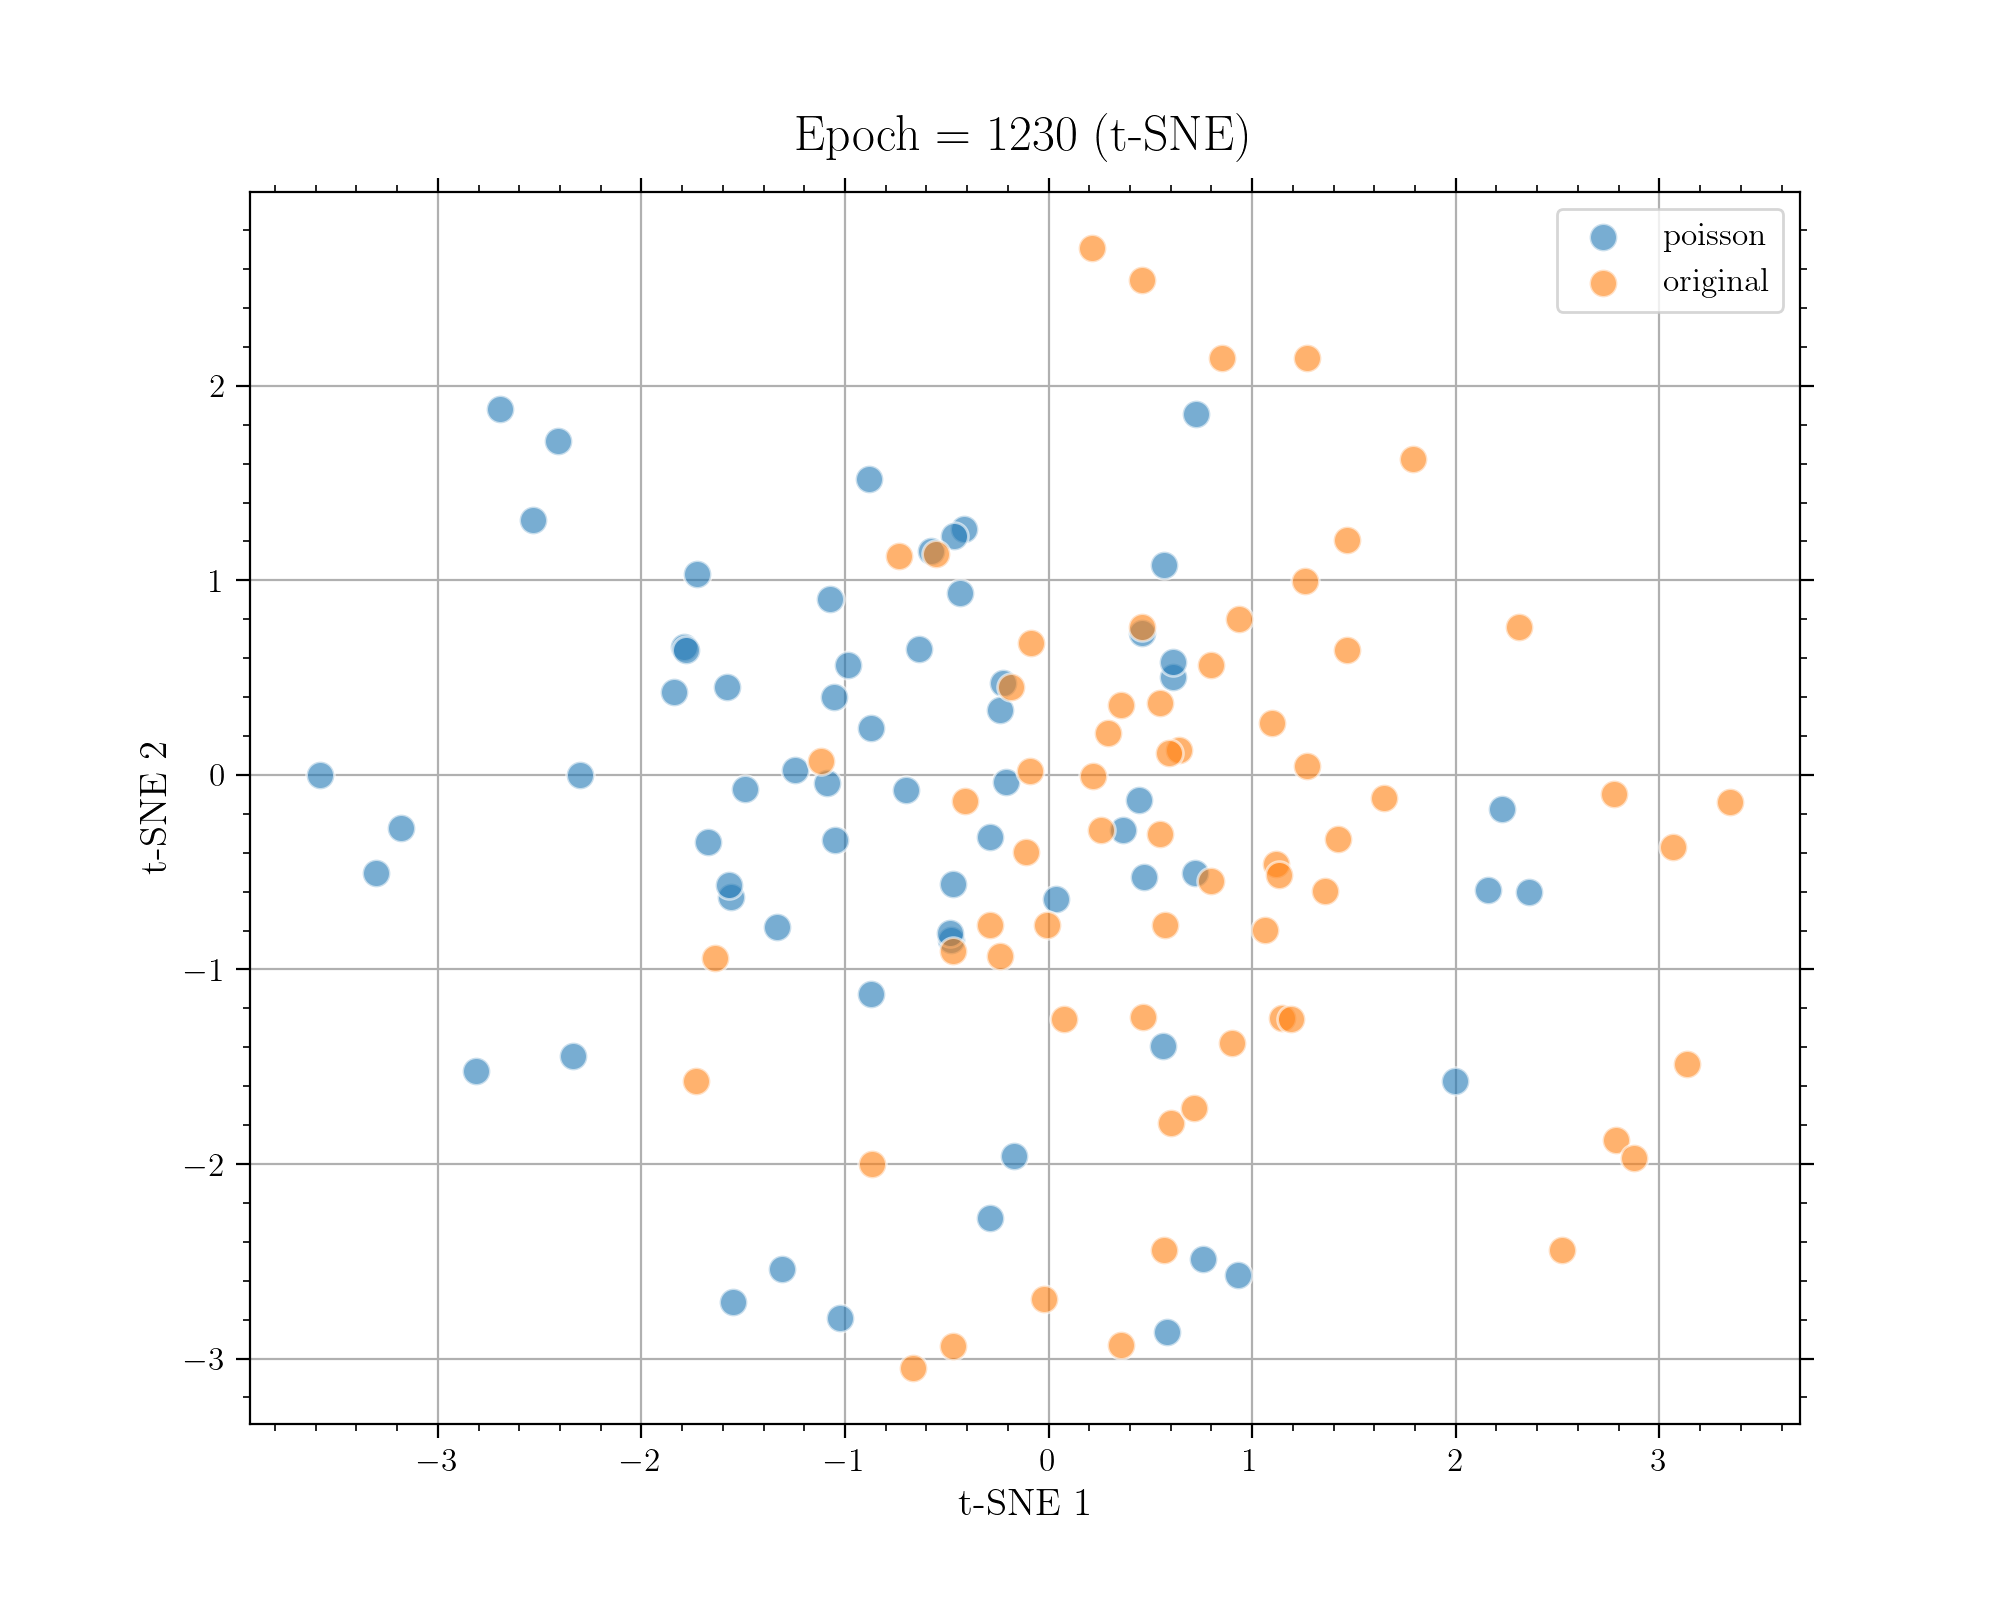 Epoch = 1230 (t-SNE)
poisson
original
t-SNE 2
2
1
0
−1
−2
−3
−3 −2 −1 0 1 2 3
t-SNE 1